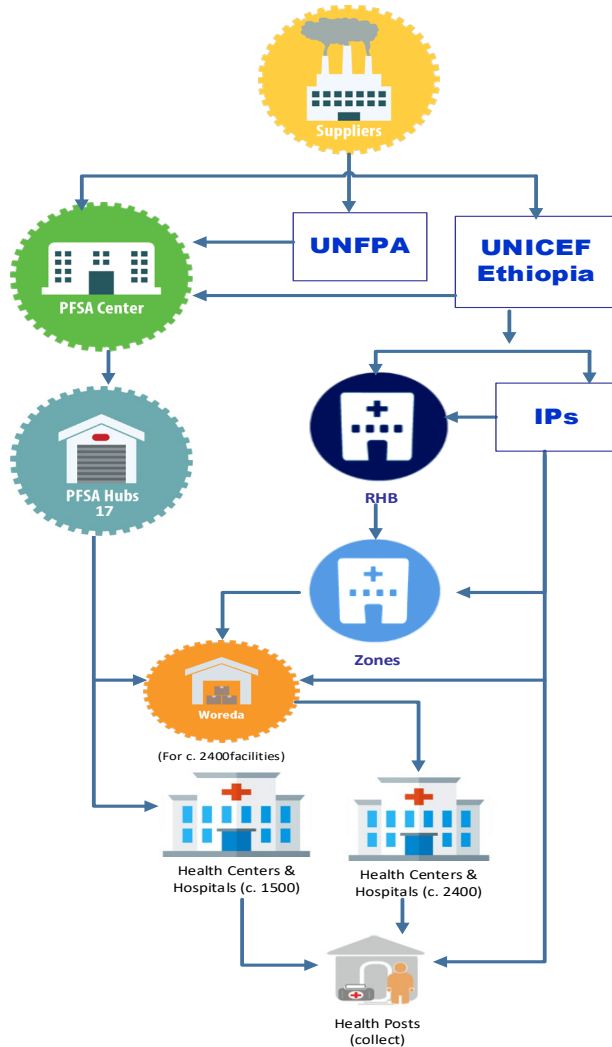 Suppliers
UNFPA
UNICEF
Ethiopia
PFSA Center
IPs
PFSA Hubs
17
RHB
Zones
Woreda
(For c. 2400facilities)
Health Centers &
Hospitals (c. 1500)
Health Centers &
Hospitals (c. 2400)
Health Posts
(collect)